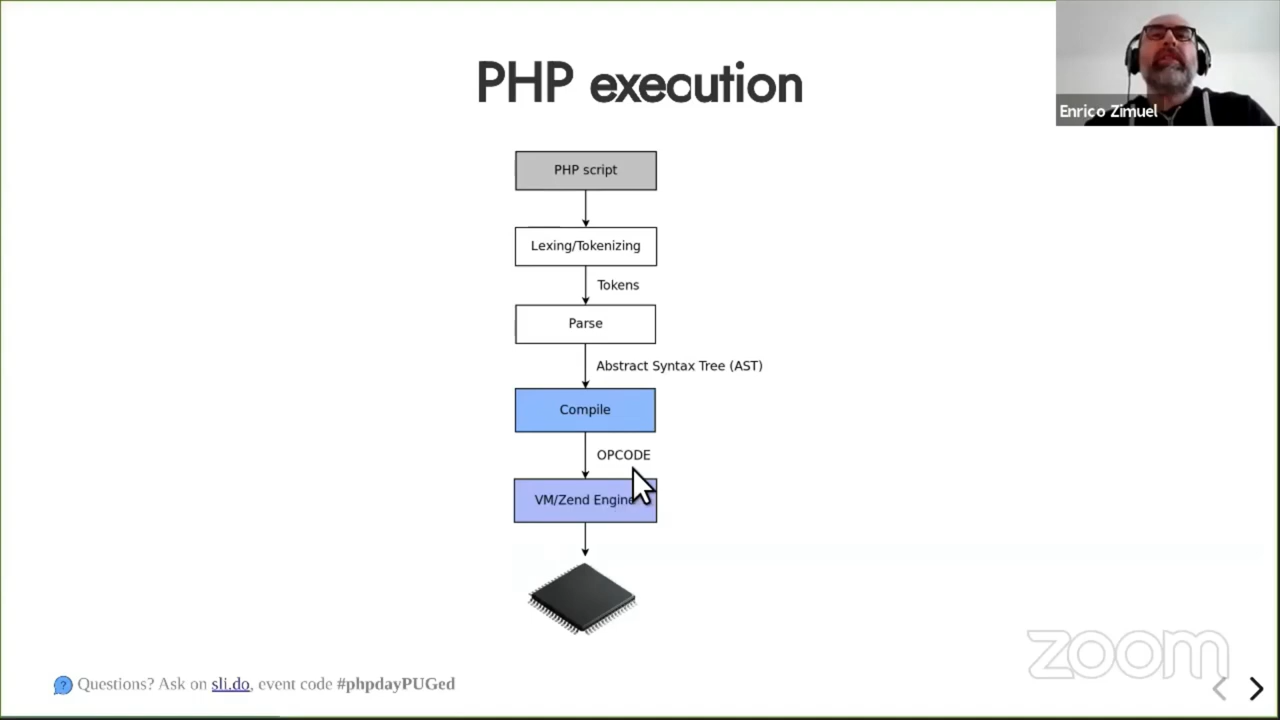 PHP execution
Enrico Zimuel
PHP script
Lexing/Tokenizing
Tokens
Parse
Abstract Syntax Tree (AST)
Compile
OPCODE
VM/Zend Engine
zoom
Questions? Ask on sli.do, event code #phpdayPUGed